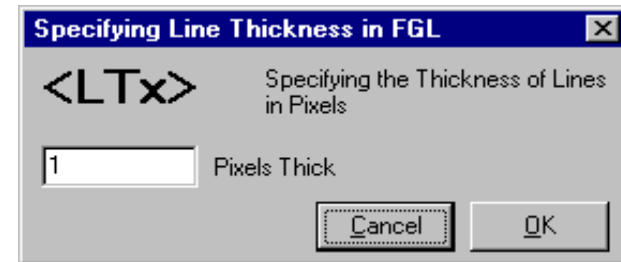 Specifying Line Thickness in FGL
<LTx>
Specifying the Thickness of Lines
in Pixels
1 Pixels Thick
Cancel OK